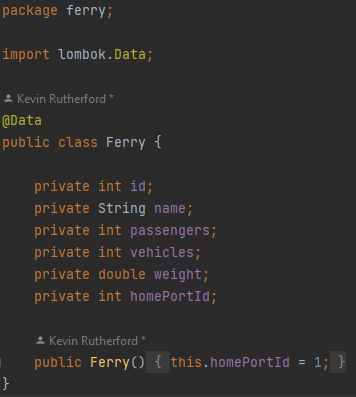 package ferry;
import lombok.Data;
Kevin Rutherford *
@Data
public class Ferry {
private int id;
private String name;
private int passengers;
private int vehicles;
private double weight;
private int homePortId;
Kevin Rutherford *
public Ferry() { this.homePortId = 1; }
}